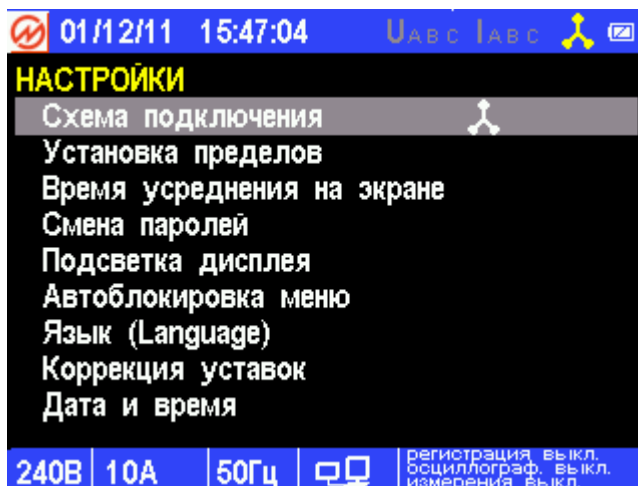 01/12/11 15:47:04 UABC IABC
НАСТРОЙКИ
Схема подключения
Установка пределов
Время усреднения на экране
Смена паролей
Подсветка дисплея
Автоблокировка меню
Язык (Language)
Коррекция уставок
Дата и время
240В 10А 50Гц
регистрация выкл.
осциллограф. выкл.
измерения выкл.